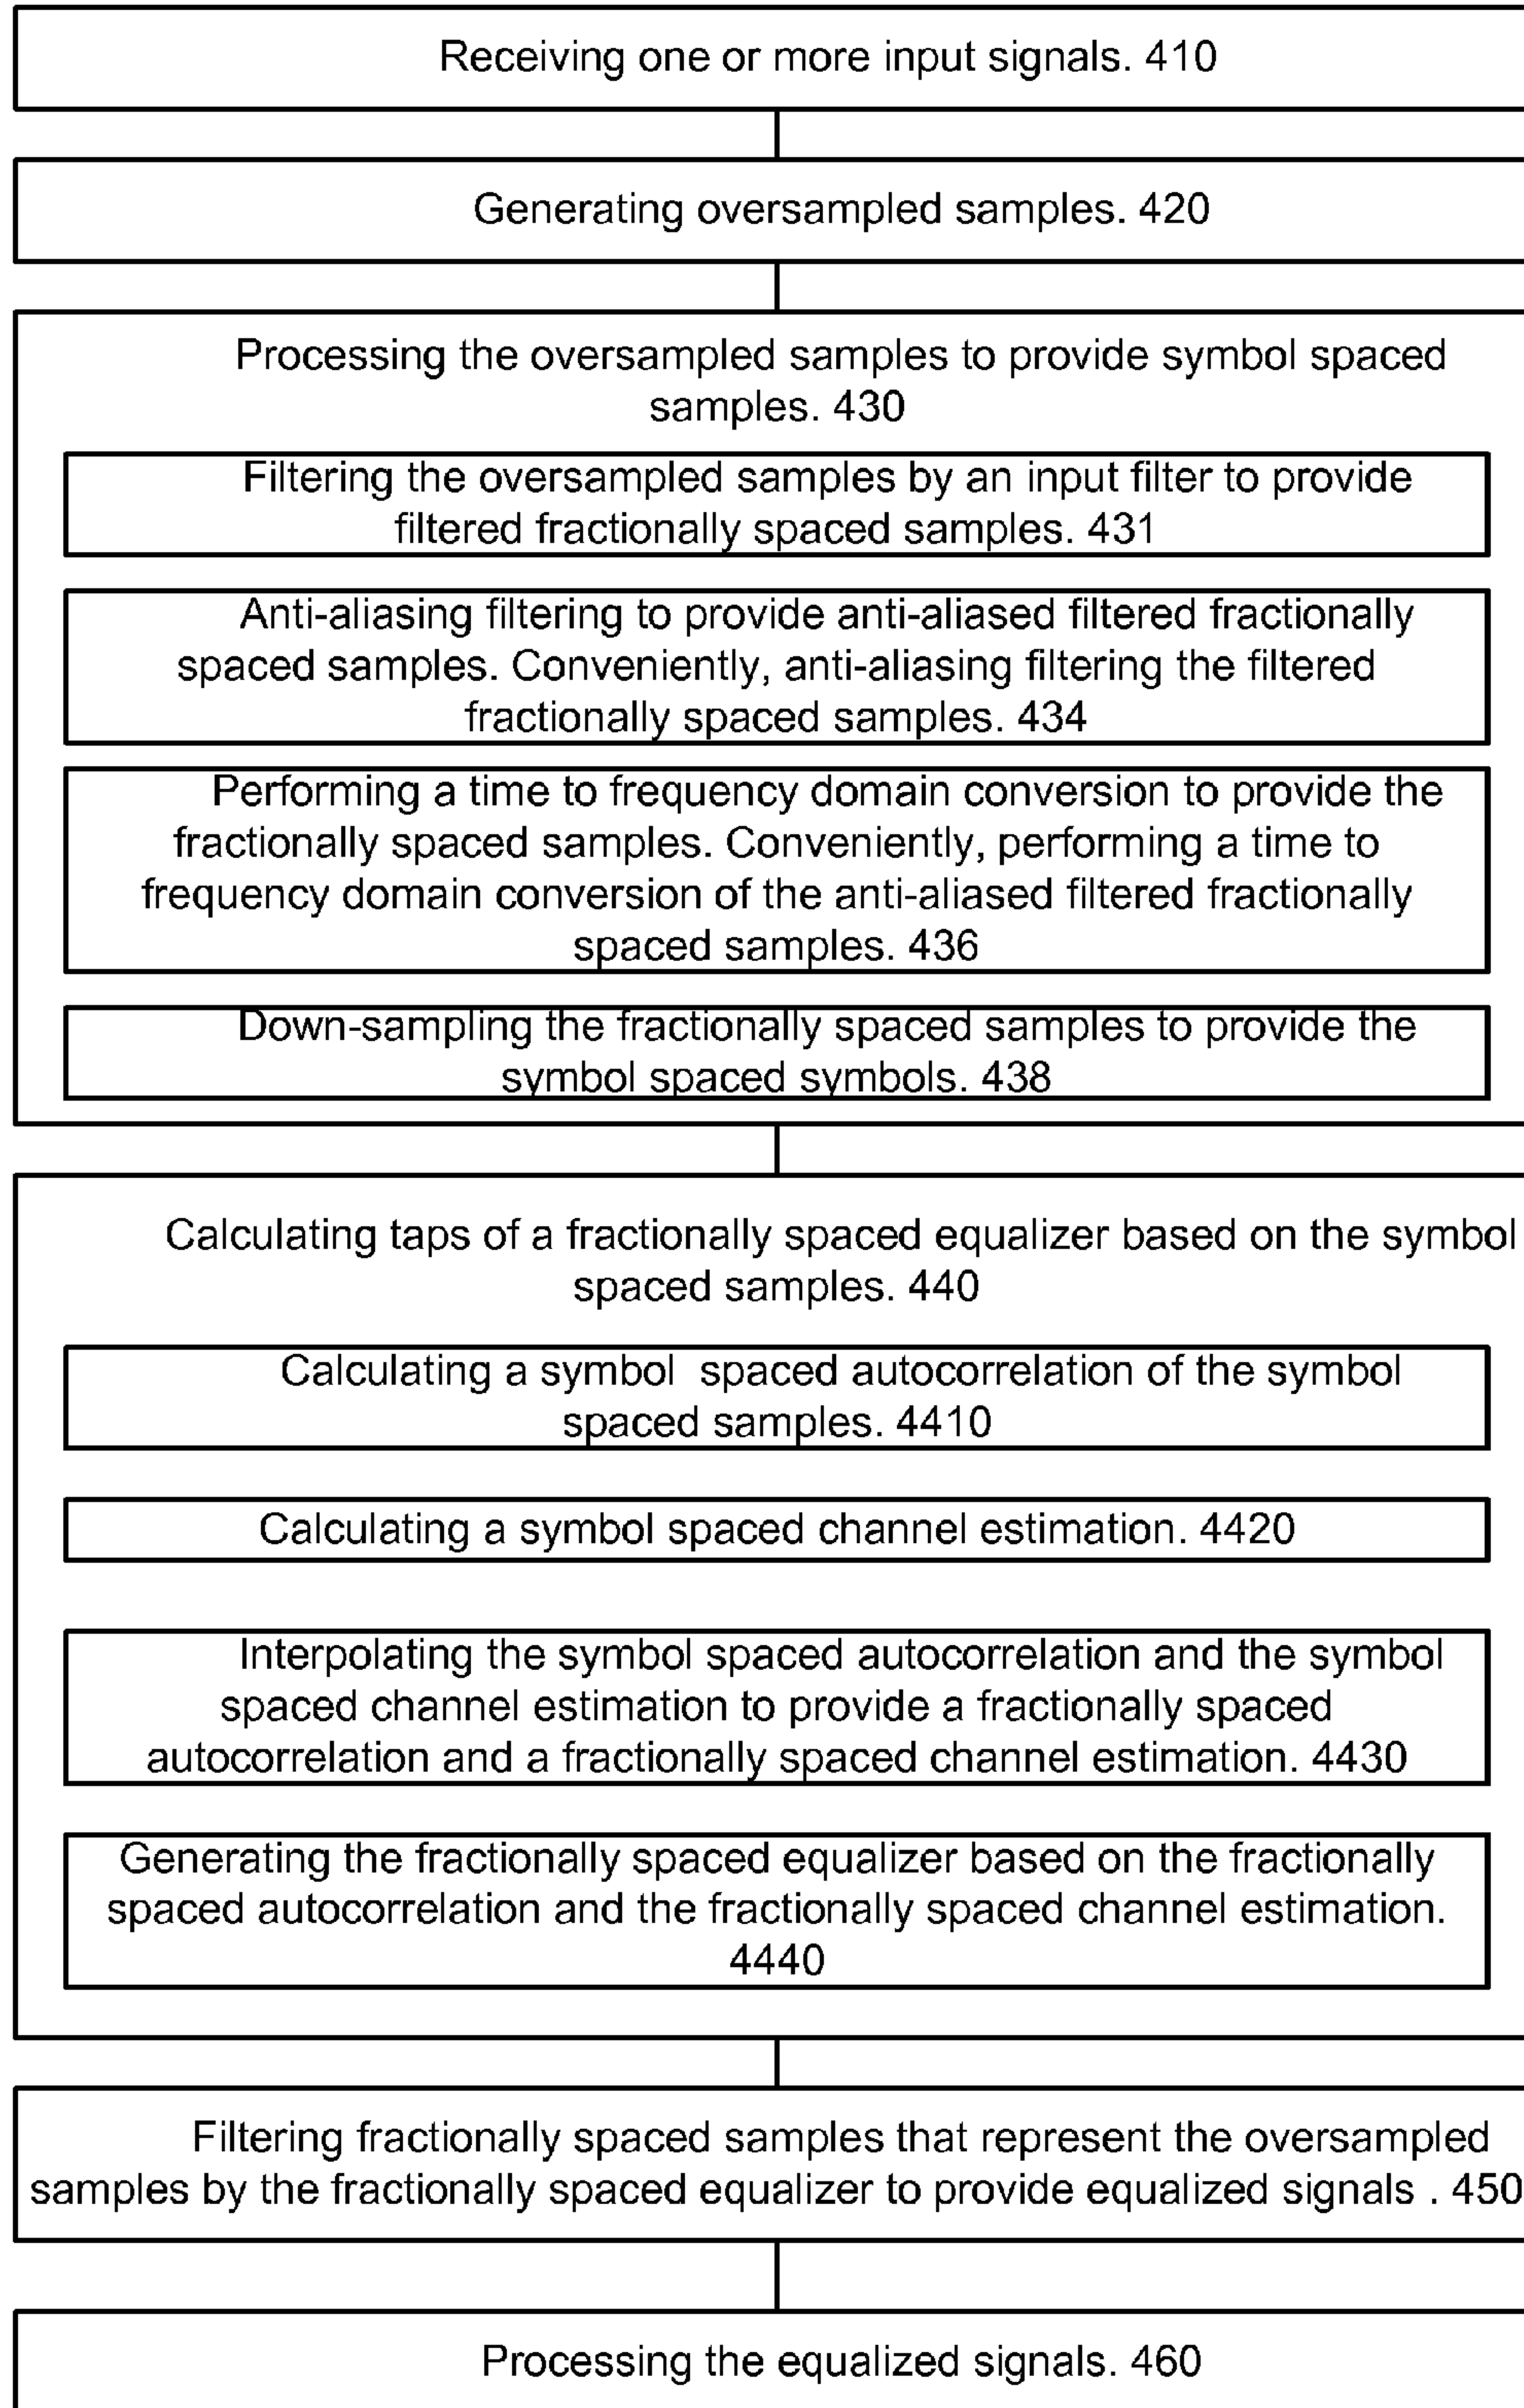 Receiving one or more input signals. 410
Generating oversampled samples. 420
Processing the oversampled samples to provide symbol spaced
samples. 430
Filtering the oversampled samples by an input filter to provide
filtered fractionally spaced samples. 431
Anti-aliasing filtering to provide anti-aliased filtered fractionally
spaced samples. Conveniently, anti-aliasing filtering the filtered
fractionally spaced samples. 434
Performing a time to frequency domain conversion to provide the
fractionally spaced samples. Conveniently, performing a time to
frequency domain conversion of the anti-aliased filtered fractionally
spaced samples. 436
Down-sampling the fractionally spaced samples to provide the
symbol spaced symbols. 438
Calculating taps of a fractionally spaced equalizer based on the symbol
spaced samples. 440
Calculating a symbol spaced autocorrelation of the symbol
spaced samples. 4410
Calculating a symbol spaced channel estimation. 4420
Interpolating the symbol spaced autocorrelation and the symbol
spaced channel estimation to provide a fractionally spaced
autocorrelation and a fractionally spaced channel estimation. 4430
Generating the fractionally spaced equalizer based on the fractionally
spaced autocorrelation and the fractionally spaced channel estimation.
4440
Filtering fractionally spaced samples that represent the oversampled
samples by the fractionally spaced equalizer to provide equalized signals . 450
Processing the equalized signals. 460